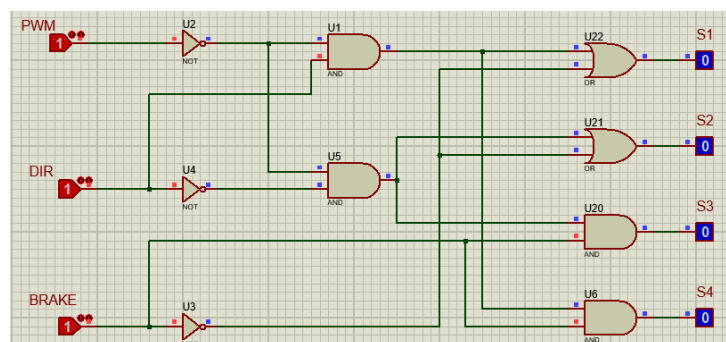 PWM
1
U2
NOT
U1
AND
U22
OR
S1
0
DIR
1
U4
NOT
U5
AND
U21
OR
S2
0
U20
AND
S3
0
BRAKE
1
U3
NOT
U6
AND
S4
0